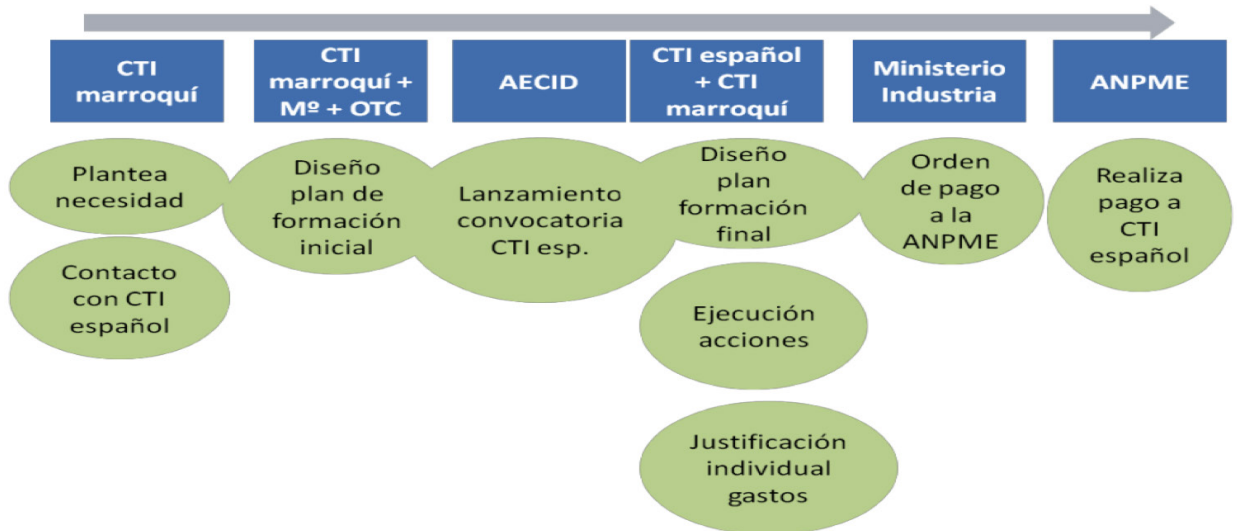 CTI
marroquí
CTI
marroquí +
Mº + OTC
AECID
CTI español
+ CTI
marroquí
Ministerio
Industria
ANPME
Plantea
necesidad
Contacto
con CTI
español
Diseño
plan de
formación
inicial
Lanzamiento
convocatoria
CTI esp.
Diseño
plan
formación
final
Ejecución
acciones
Justificación
individual
gastos
Orden
de pago
a la
ANPME
Realiza
pago a
CTI
español